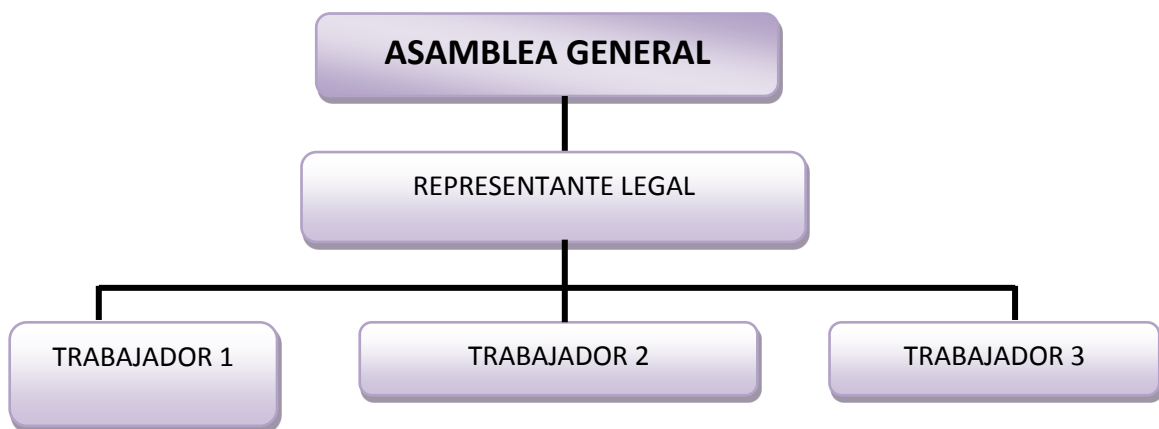 ASAMBLEA GENERAL
REPRESENTANTE LEGAL
TRABAJADOR 1
TRABAJADOR 2
TRABAJADOR 3